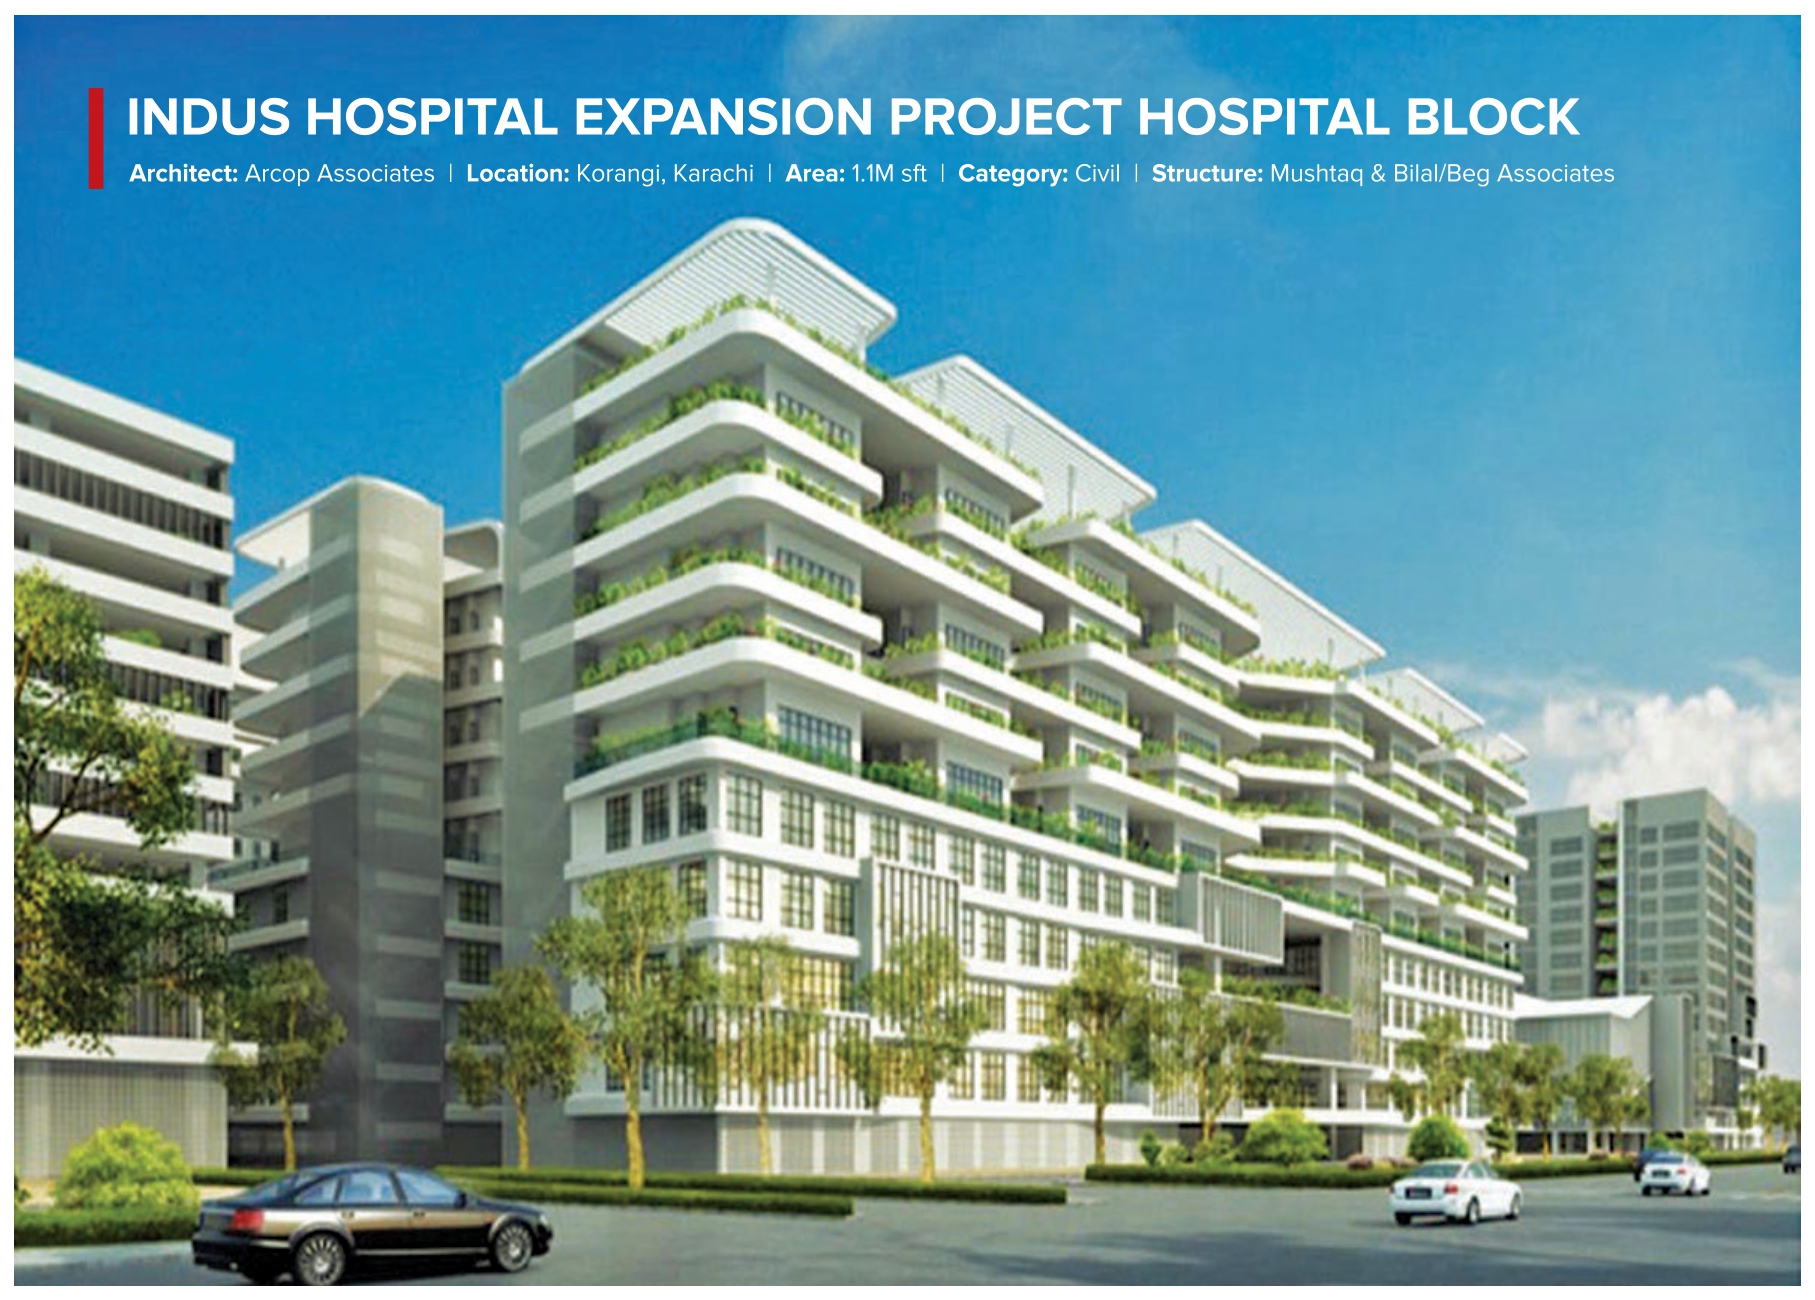 INDUS HOSPITAL EXPANSION PROJECT HOSPITAL BLOCK
Architect: Arcop Associates | Location: Korangi, Karachi | Area: 1.1M sft | Category: Civil | Structure: Mushtaq & Bilal/Beg Associates